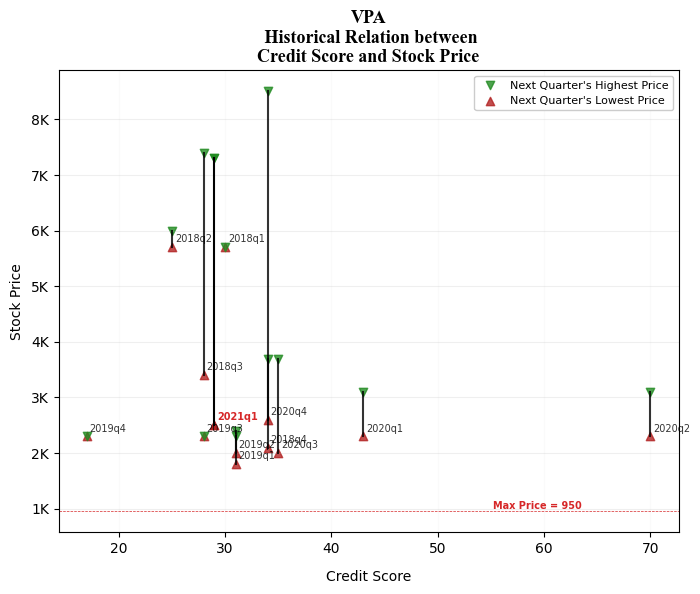 VPA
Historical Relation between
Credit Score and Stock Price
Next Quarter's Highest Price
Next Quarter's Lowest Price
8K
7K
6K
5K
4K
3K
2K
1K
Stock Price
2018q2
2018q1
2018q3
2021q1
2020q4
2019q4
2019q3
2018q4
2019q2
2020q3
2019q1
2020q1
2020q2
Max Price = 950
20
30
40
50
60
70
Credit Score